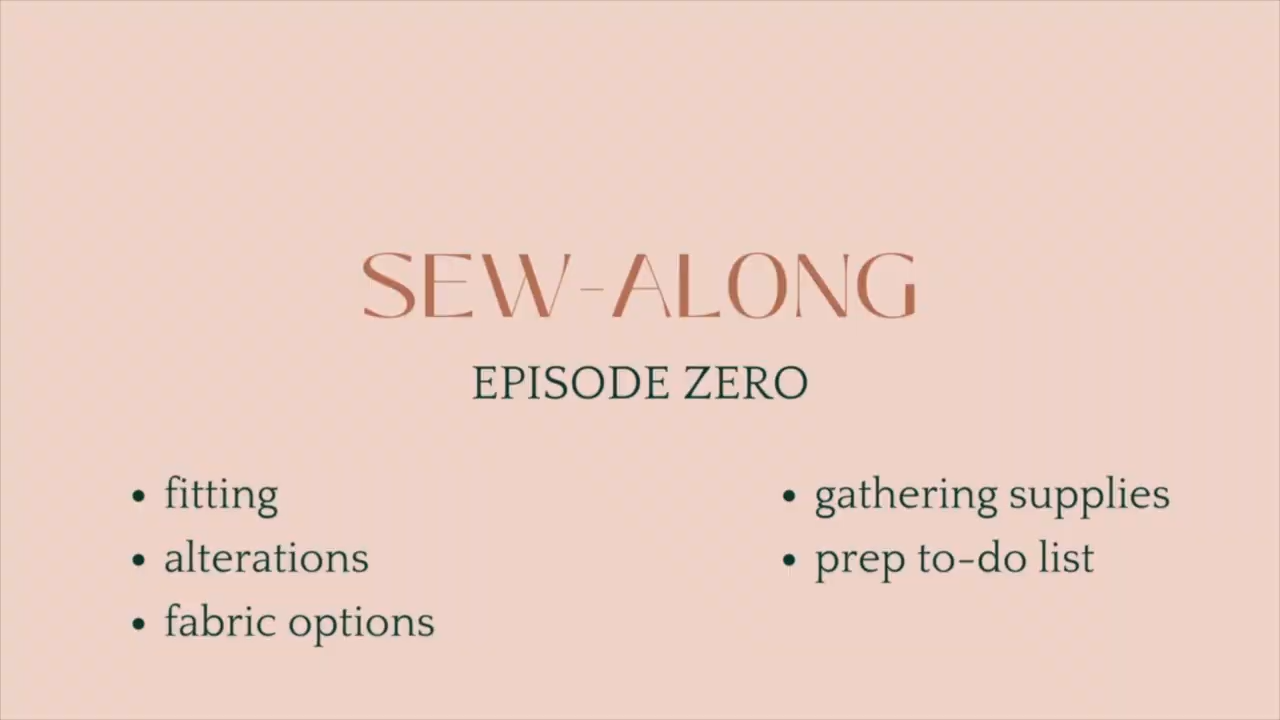 SEW-ALONG
EPISODE ZERO
• fitting
• alterations
• fabric options
• gathering supplies
• prep to-do list